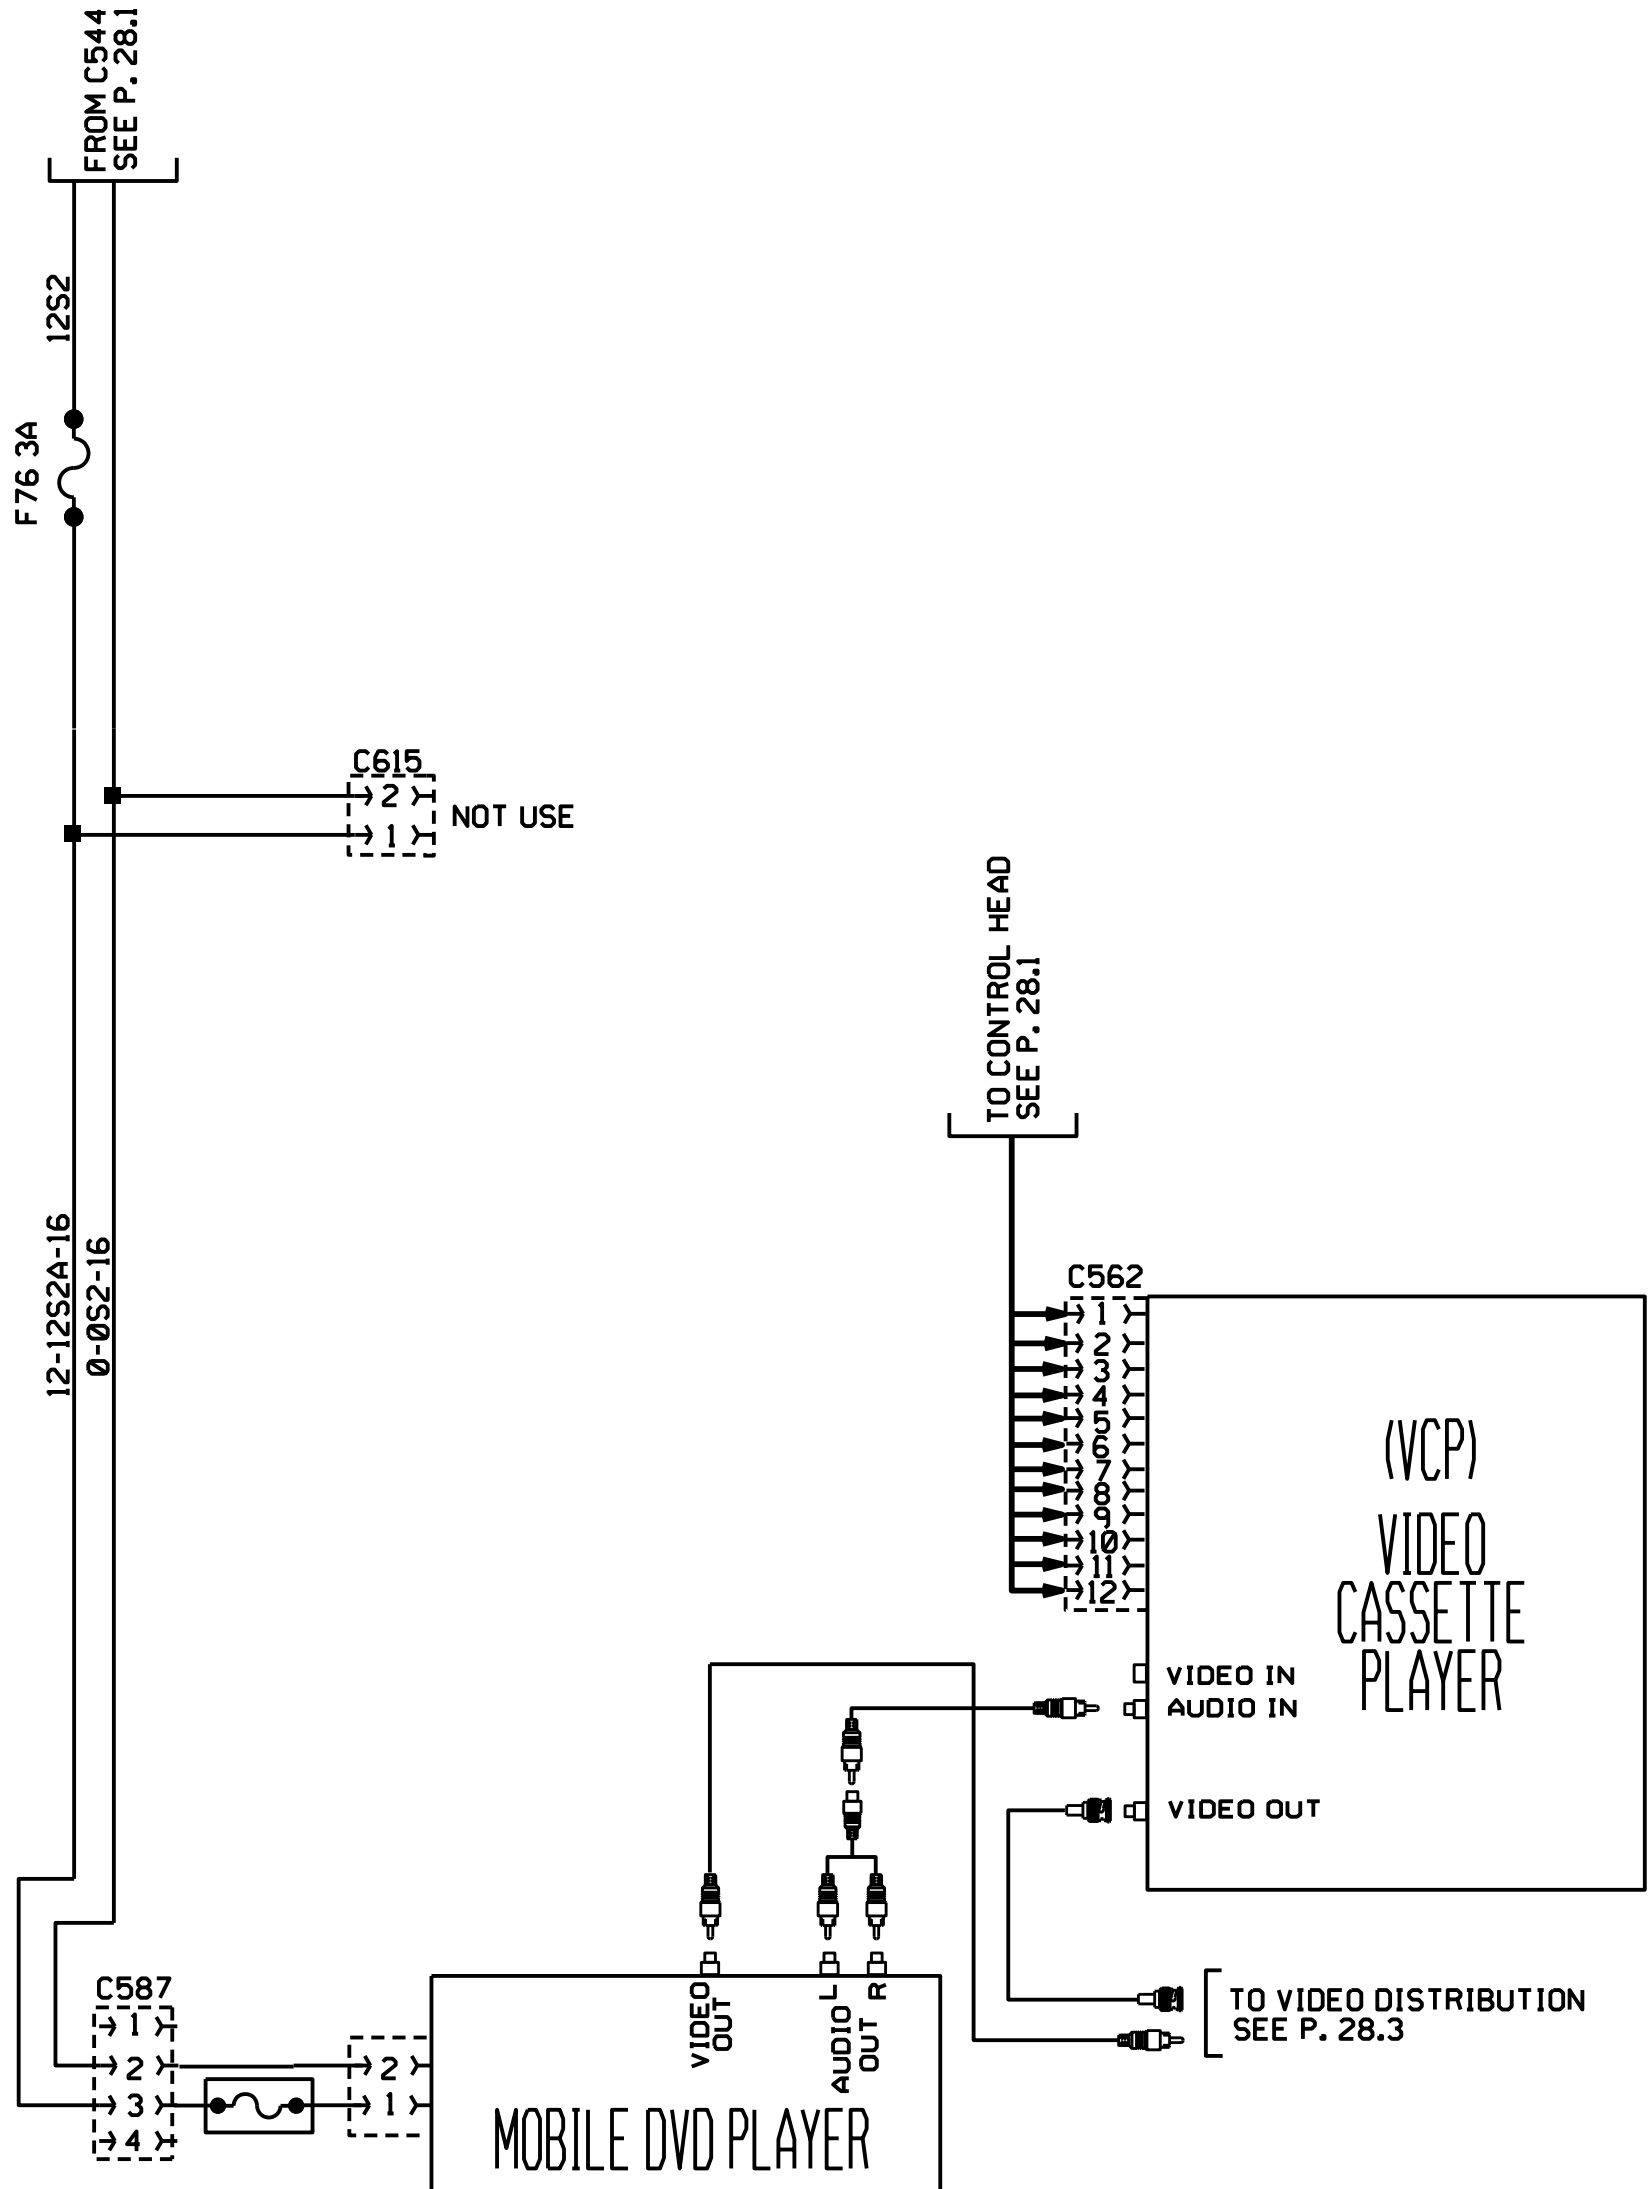 FROM C544
SEE P. 28.1
12S2
F76 3A
C615
2
1
NOT USE
TO CONTROL HEAD
SEE P. 28.1
12-12S2A-16
0-0S2-16
C562
1
2
3
4
5
6
7
8
9
10
11
12
(VCP)
VIDEO
CASSETTE
PLAYER
VIDEO IN
AUDIO IN
VIDEO OUT
C587
1
2
3
4
2
1
VIDEO
OUT
L
R
AUDIO
OUT
MOBILE DVD PLAYER
TO VIDEO DISTRIBUTION
SEE P. 28.3